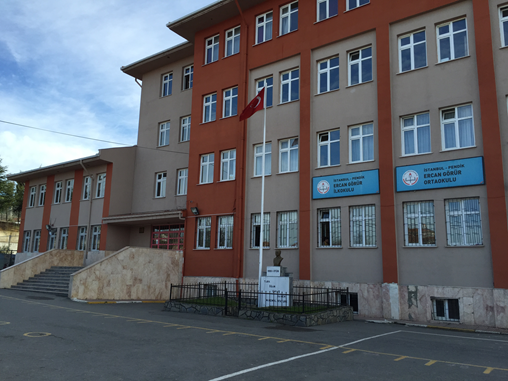 İSTANBUL - PENDİK
ERCAN GÖRÜR
İLKOKULU
İSTANBUL - PENDİK
ERCAN GÖRÜR
ORTAOKULU